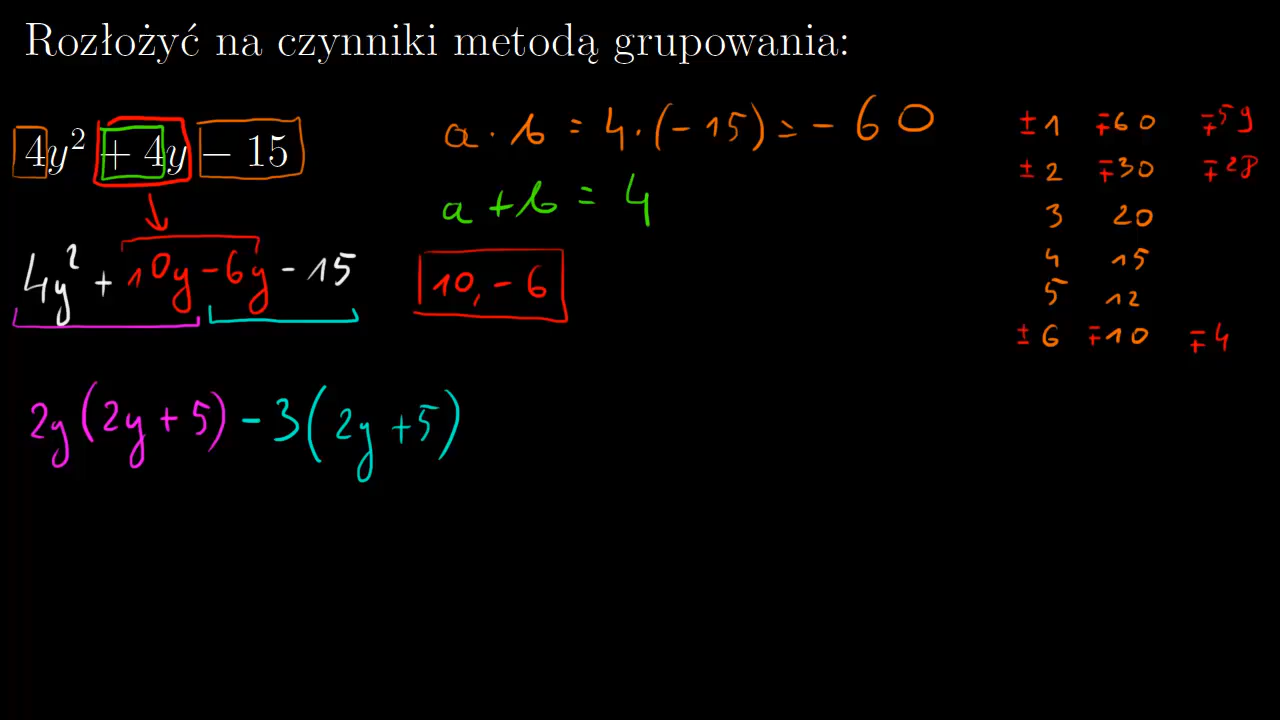 Rozłożyć na czynniki metodą grupowania:
4y² + 4y − 15
a · b = 4 · (− 15) = − 60
a + b = 4
4y² + 10y − 6y − 15
10, − 6
2y(2y + 5) − 3(2y + 5)
± 1 ∓ 60 ∓ 59
± 2 ∓ 30 ∓ 28
3 20
4 15
5 12
± 6 ∓ 10 ∓ 4